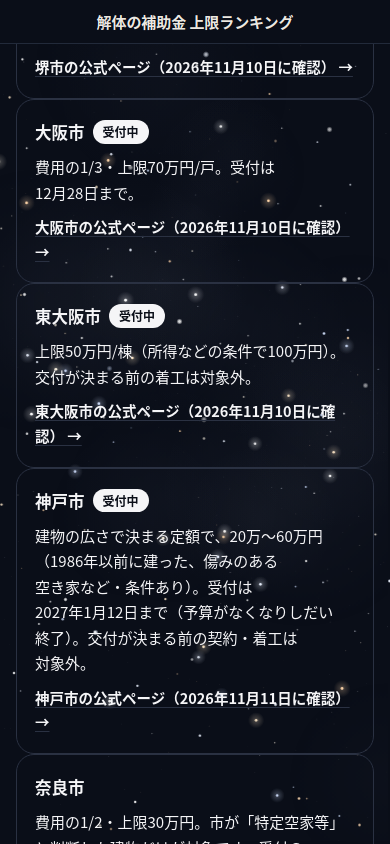 解体の補助金 上限ランキング
堺市の公式ページ（2026年11月10日に確認） →
大阪市 受付中
費用の1/3・上限70万円/戸。受付は
12月28日まで。
大阪市の公式ページ（2026年11月10日に確認）
→
東大阪市 受付中
上限50万円/棟（所得などの条件で100万円）。
交付が決まる前の着工は対象外。
東大阪市の公式ページ（2026年11月10日に確
認） →
神戸市 受付中
建物の広さで決まる定額で、20万〜60万円
（1986年以前に建った、傷みのある
空き家など・条件あり）。受付は
2027年1月12日まで（予算がなくなりしだい
終了）。交付が決まる前の契約・着工は
対象外。
神戸市の公式ページ（2026年11月11日に確認）
→
奈良市
費用の1/2・上限30万円。市が「特定空家等」